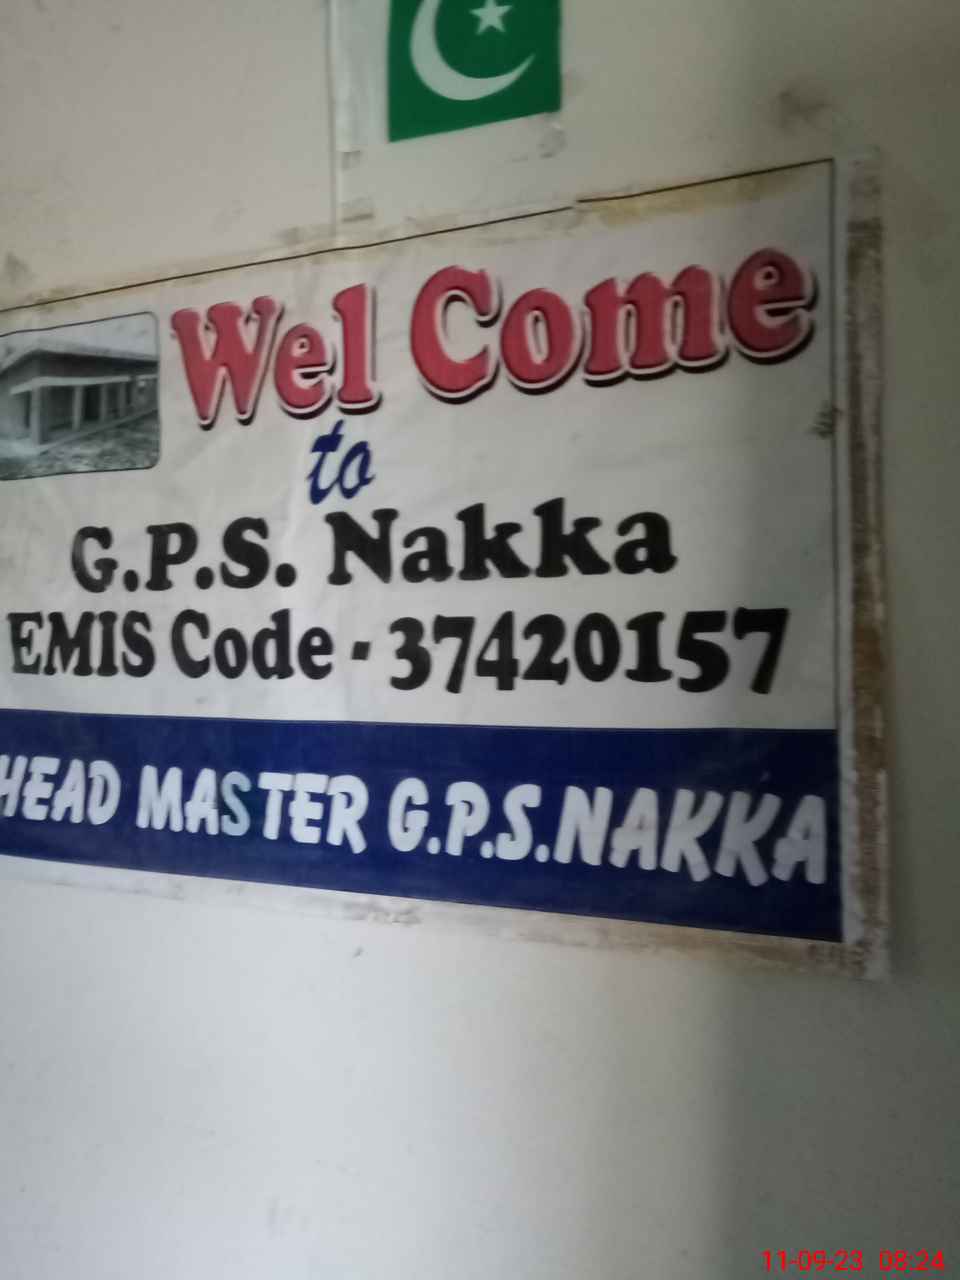 Wel Come
to
G.P.S. Nakka
EMIS Code - 37420157
HEAD MASTER G.P.S. NAKKA
11-09-23 08:24